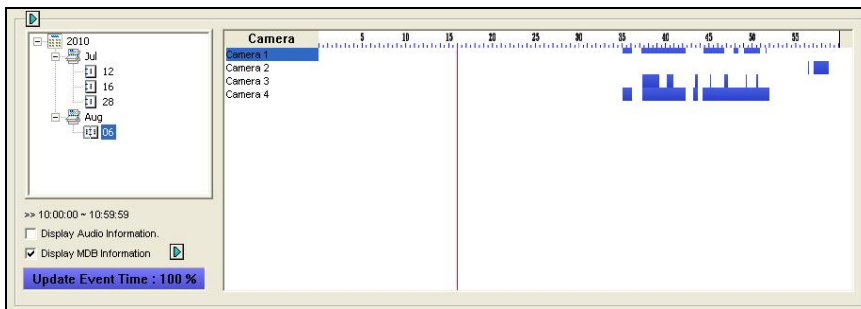 2010
Jul
12
16
28
Aug
06
>> 10:00:00 ~ 10:59:59
Display Audio Information.
Display MDB Information
Update Event Time : 100 %
Camera 5 10 15 20 25 30 35 40 45 50 55
Camera 1
Camera 2
Camera 3
Camera 4